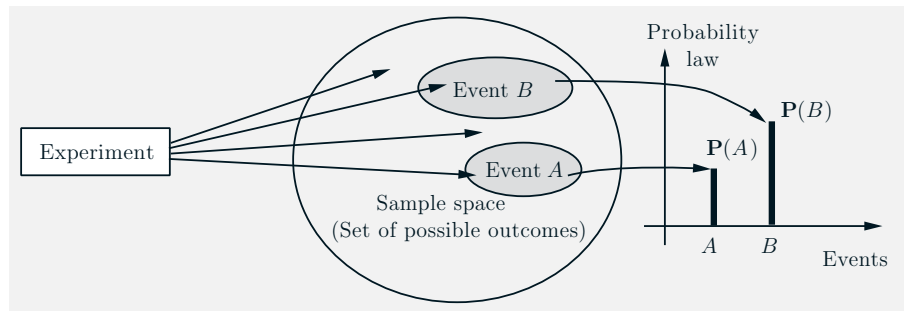 Experiment
Event B
Event A
Sample space
(Set of possible outcomes)
Probability
law
P(B)
P(A)
A
B
Events